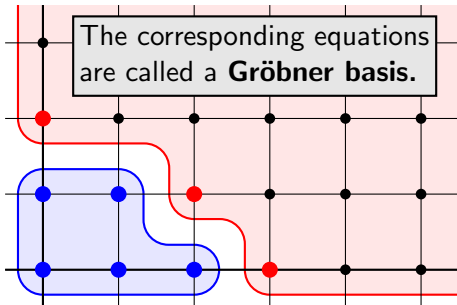 The corresponding equations
are called a Gröbner basis.